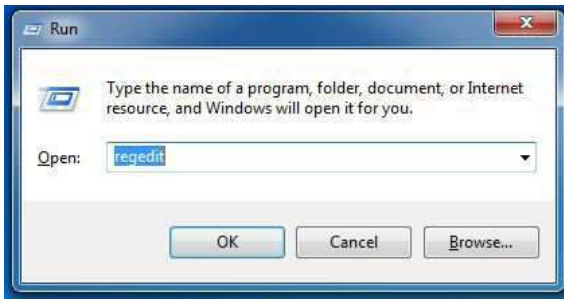 Run
Type the name of a program, folder, document, or Internet
resource, and Windows will open it for you.
Open: regedit
OK Cancel Browse...